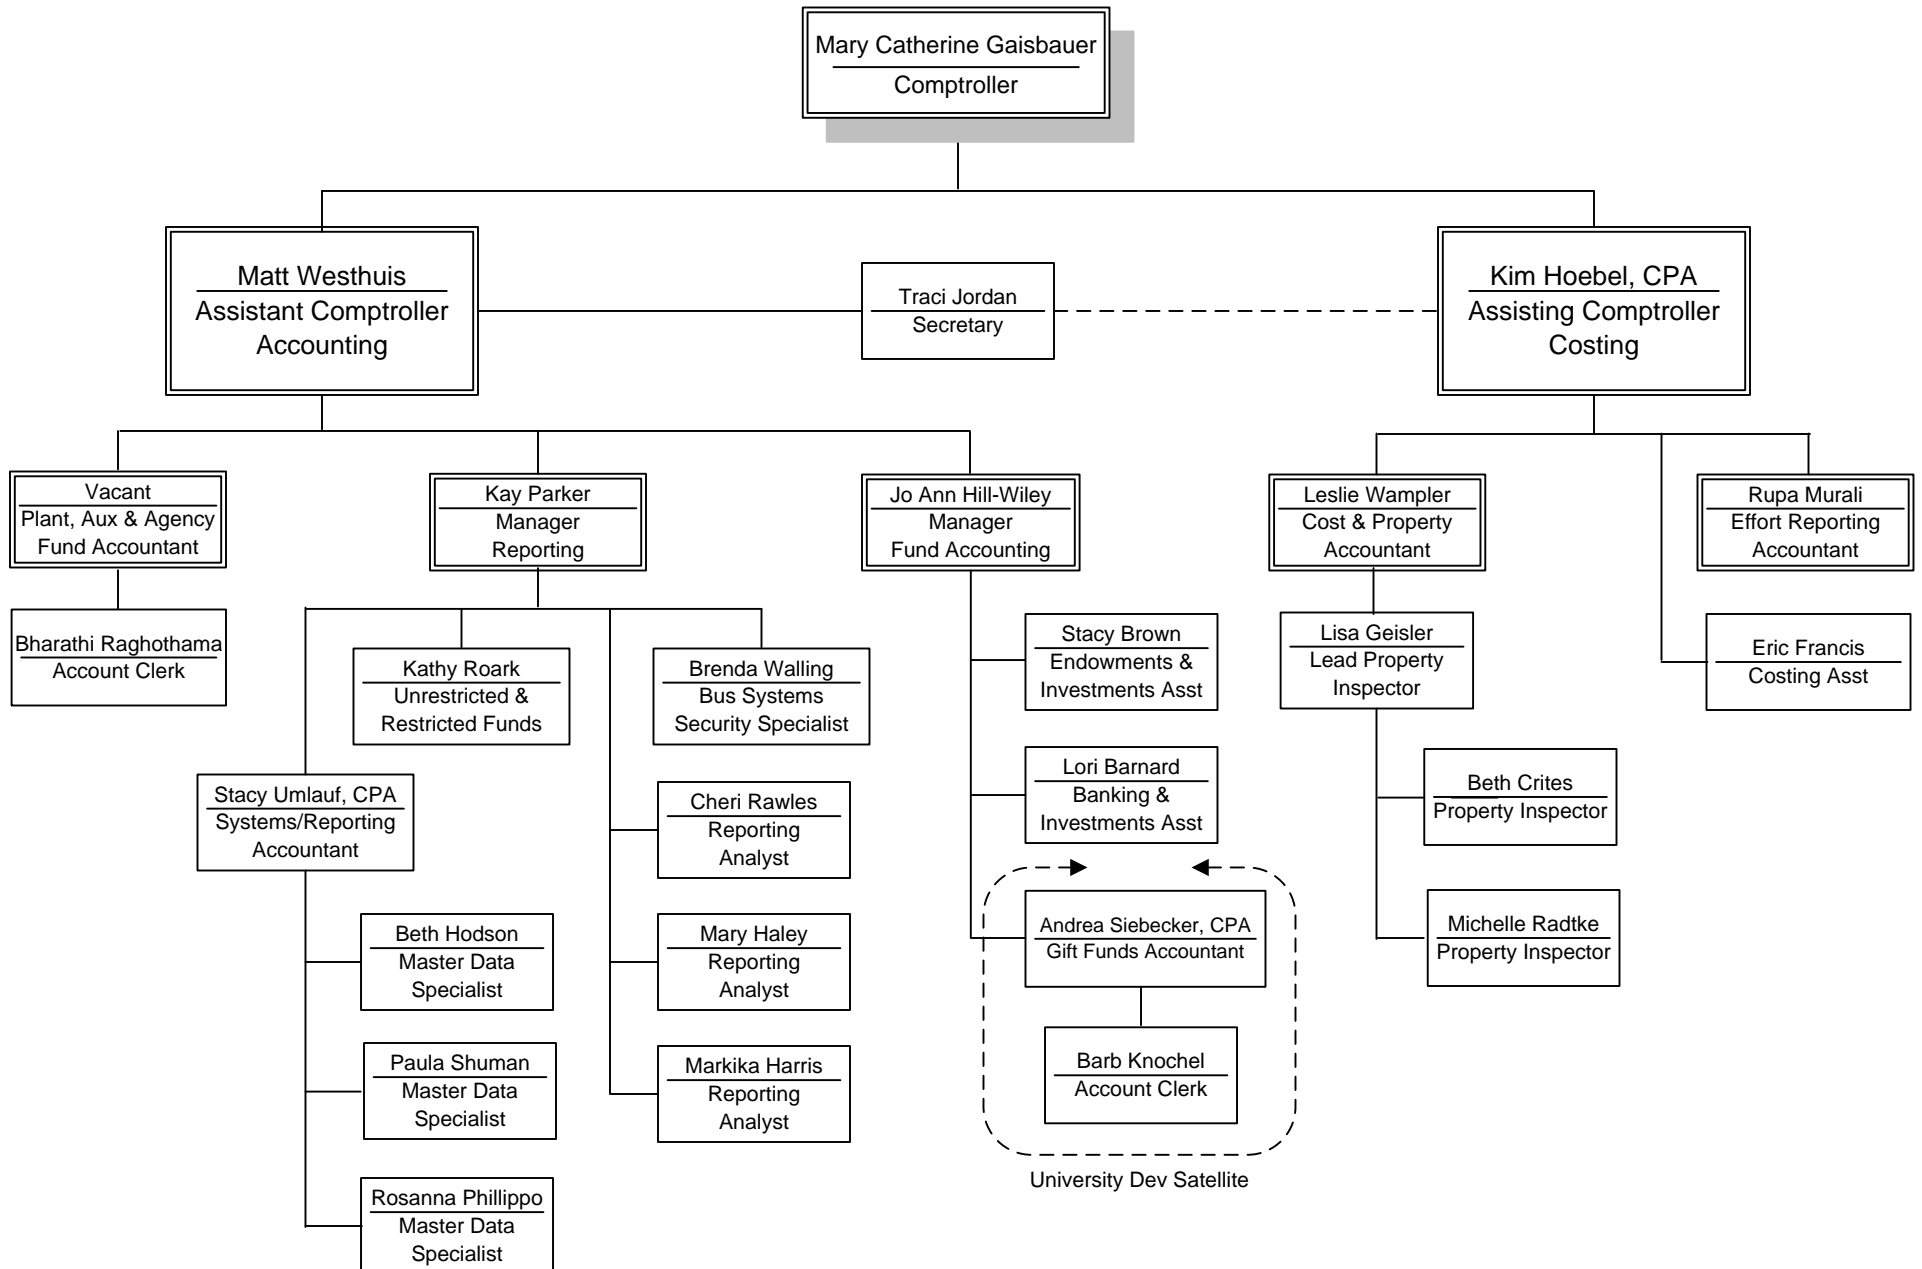 Mary Catherine Gaisbauer
Comptroller
Matt Westhuis
Assistant Comptroller
Accounting
Traci Jordan
Secretary
Kim Hoebel, CPA
Assisting Comptroller
Costing
Vacant
Plant, Aux & Agency
Fund Accountant
Kay Parker
Manager
Reporting
Jo Ann Hill-Wiley
Manager
Fund Accounting
Leslie Wampler
Cost & Property
Accountant
Rupa Murali
Effort Reporting
Accountant
Bharathi Raghothama
Account Clerk
Kathy Roark
Unrestricted &
Restricted Funds
Brenda Walling
Bus Systems
Security Specialist
Stacy Brown
Endowments &
Investments Asst
Lisa Geisler
Lead Property
Inspector
Eric Francis
Costing Asst
Stacy Umlauf, CPA
Systems/Reporting
Accountant
Cheri Rawles
Reporting
Analyst
Lori Barnard
Banking &
Investments Asst
Beth Crites
Property Inspector
Beth Hodson
Master Data
Specialist
Mary Haley
Reporting
Analyst
Andrea Siebecker, CPA
Gift Funds Accountant
Michelle Radtke
Property Inspector
Paula Shuman
Master Data
Specialist
Markika Harris
Reporting
Analyst
Barb Knochel
Account Clerk
University Dev Satellite
Rosanna Phillippo
Master Data
Specialist